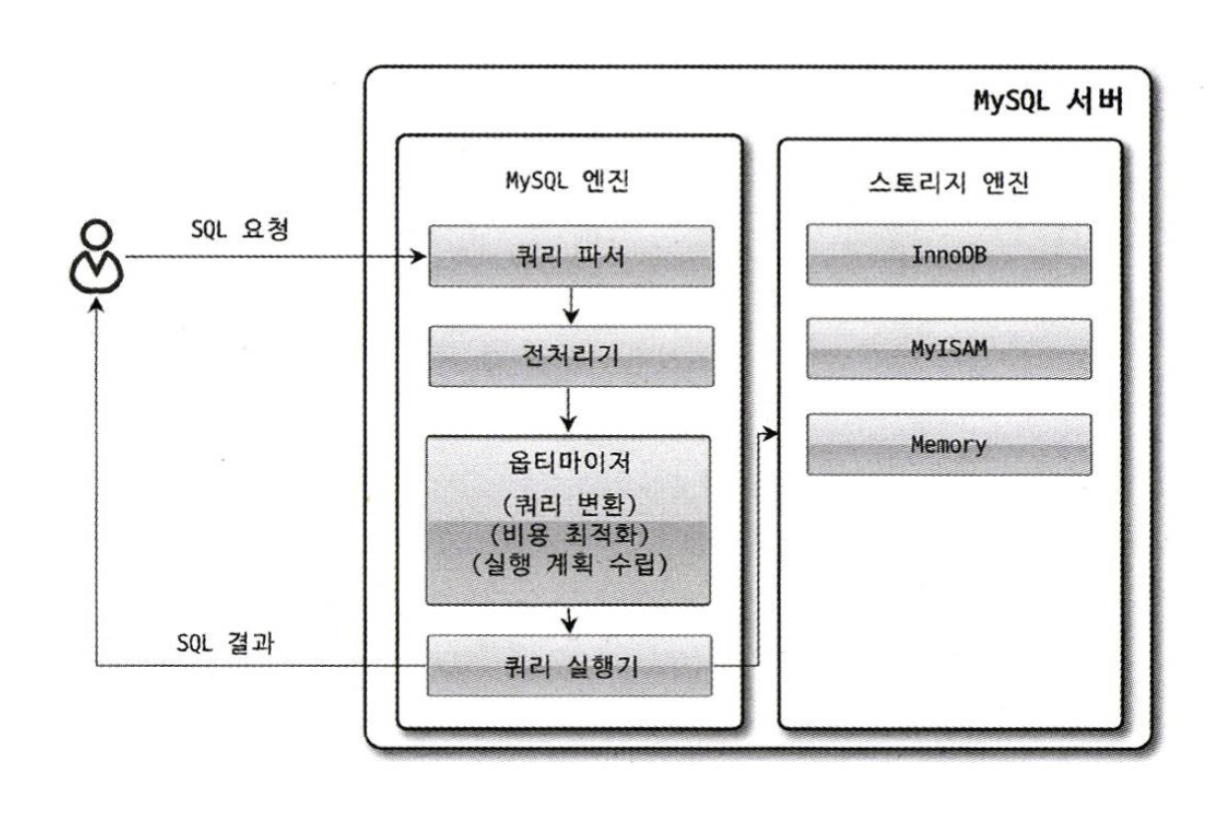 MySQL 서버
MySQL 엔진
스토리지 엔진
SQL 요청
쿼리 파서
전처리기
옵티마이저
(쿼리 변환)
(비용 최적화)
(실행 계획 수립)
쿼리 실행기
SQL 결과
InnoDB
MyISAM
Memory